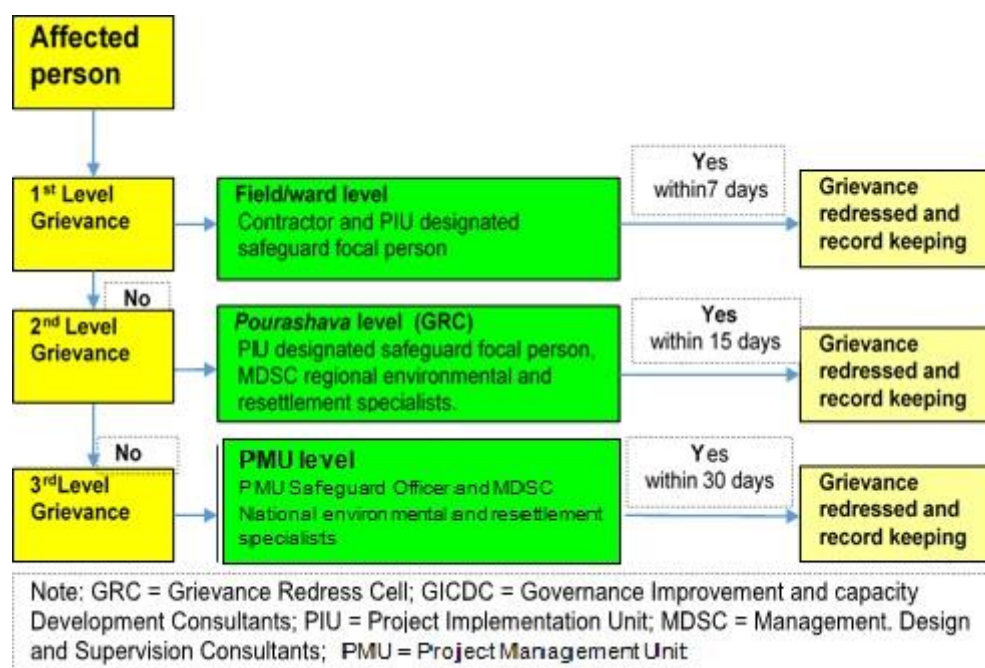 Affected
person
1st Level
Grievance
Field/ward level
Contractor and PIU designated
safeguard focal person
Yes
within7 days
Grievance
redressed and
record keeping
No
2nd Level
Grievance
Pourashava level (GRC)
PIU designated safeguard focal person,
MDSC regional environmental and
resettlement specialists.
Yes
within 15 days
Grievance
redressed and
record keeping
No
3rdLevel
Grievance
PMU level
PMU Safeguard Officer and MDSC
National environmental and resettlement
specialists
Yes
within 30 days
Grievance
redressed and
record keeping
Note: GRC = Grievance Redress Cell; GICDC = Governance Improvement and capacity
Development Consultants; PIU = Project Implementation Unit; MDSC = Management. Design
and Supervision Consultants; PMU = Project Management Unit